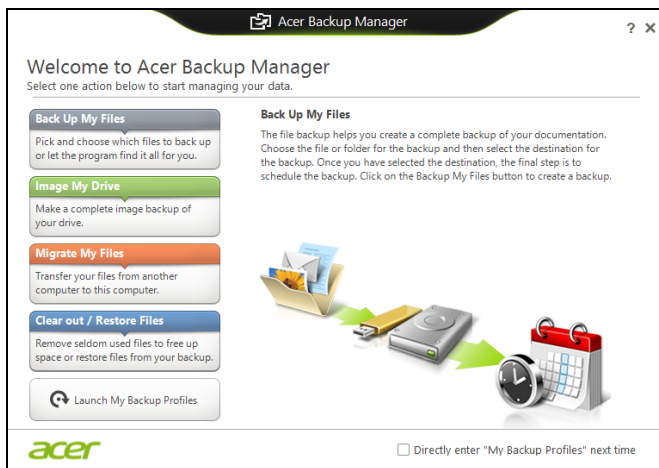 Acer Backup Manager
? X
Welcome to Acer Backup Manager
Select one action below to start managing your data.
Back Up My Files
Pick and choose which files to back up
or let the program find it all for you.
Image My Drive
Make a complete image backup of
your drive.
Migrate My Files
Transfer your files from another
computer to this computer.
Clear out / Restore Files
Remove seldom used files to free up
space or restore files from your backup.
Launch My Backup Profiles
Back Up My Files
The file backup helps you create a complete backup of your documentation.
Choose the file or folder for the backup and then select the destination for
the backup. Once you have selected the destination, the final step is to
schedule the backup. Click on the Backup My Files button to create a backup.
acer
Directly enter "My Backup Profiles" next time